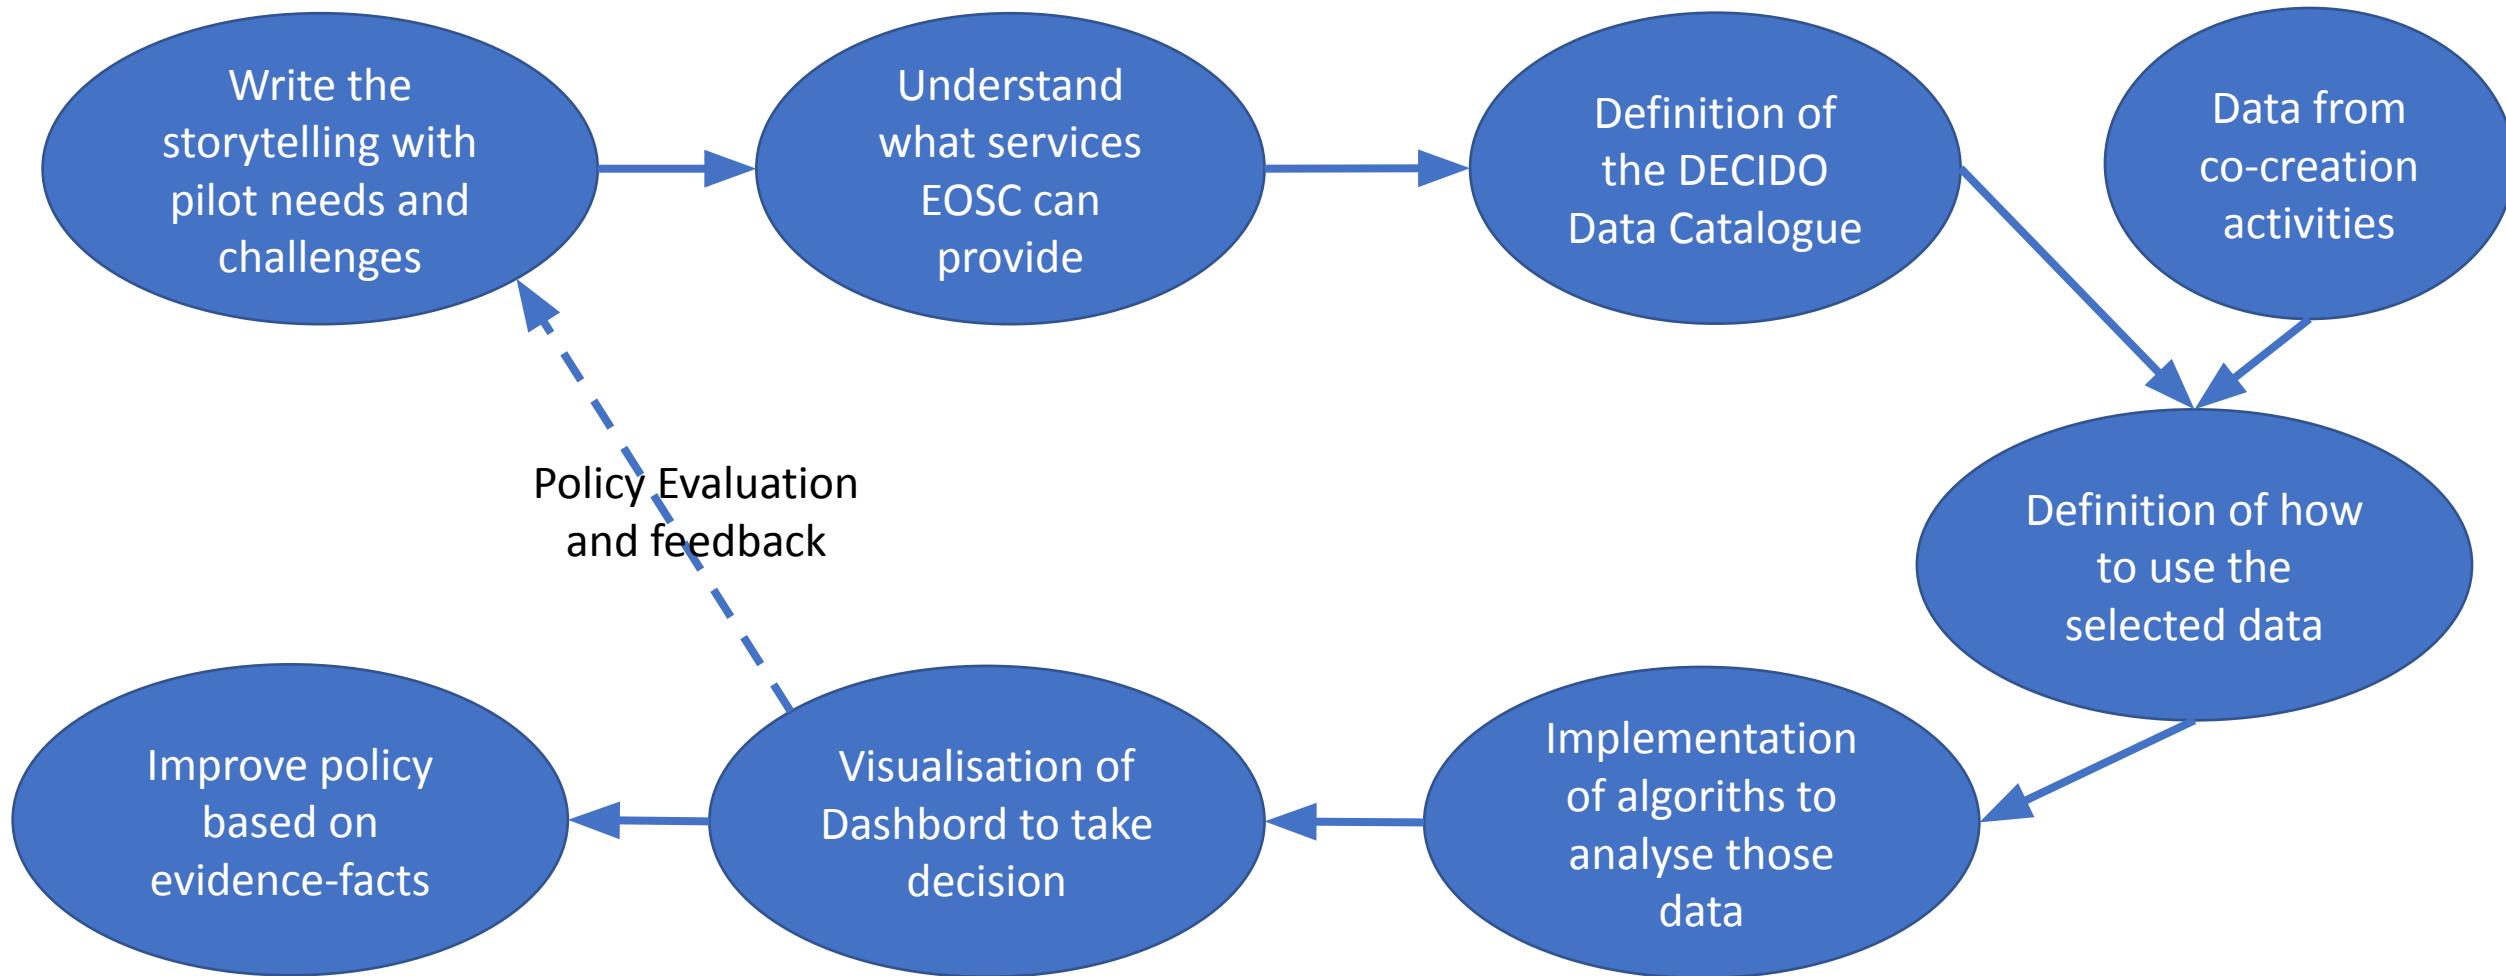 Write the
storytelling with
pilot needs and
challenges
Understand
what services
EOSC can
provide
Definition of
the DECIDO
Data Catalogue
Data from
co-creation
activities
Policy Evaluation
and feedback
Definition of how
to use the
selected data
Improve policy
based on
evidence-facts
Visualisation of
Dashbord to take
decision
Implementation
of algoriths to
analyse those
data